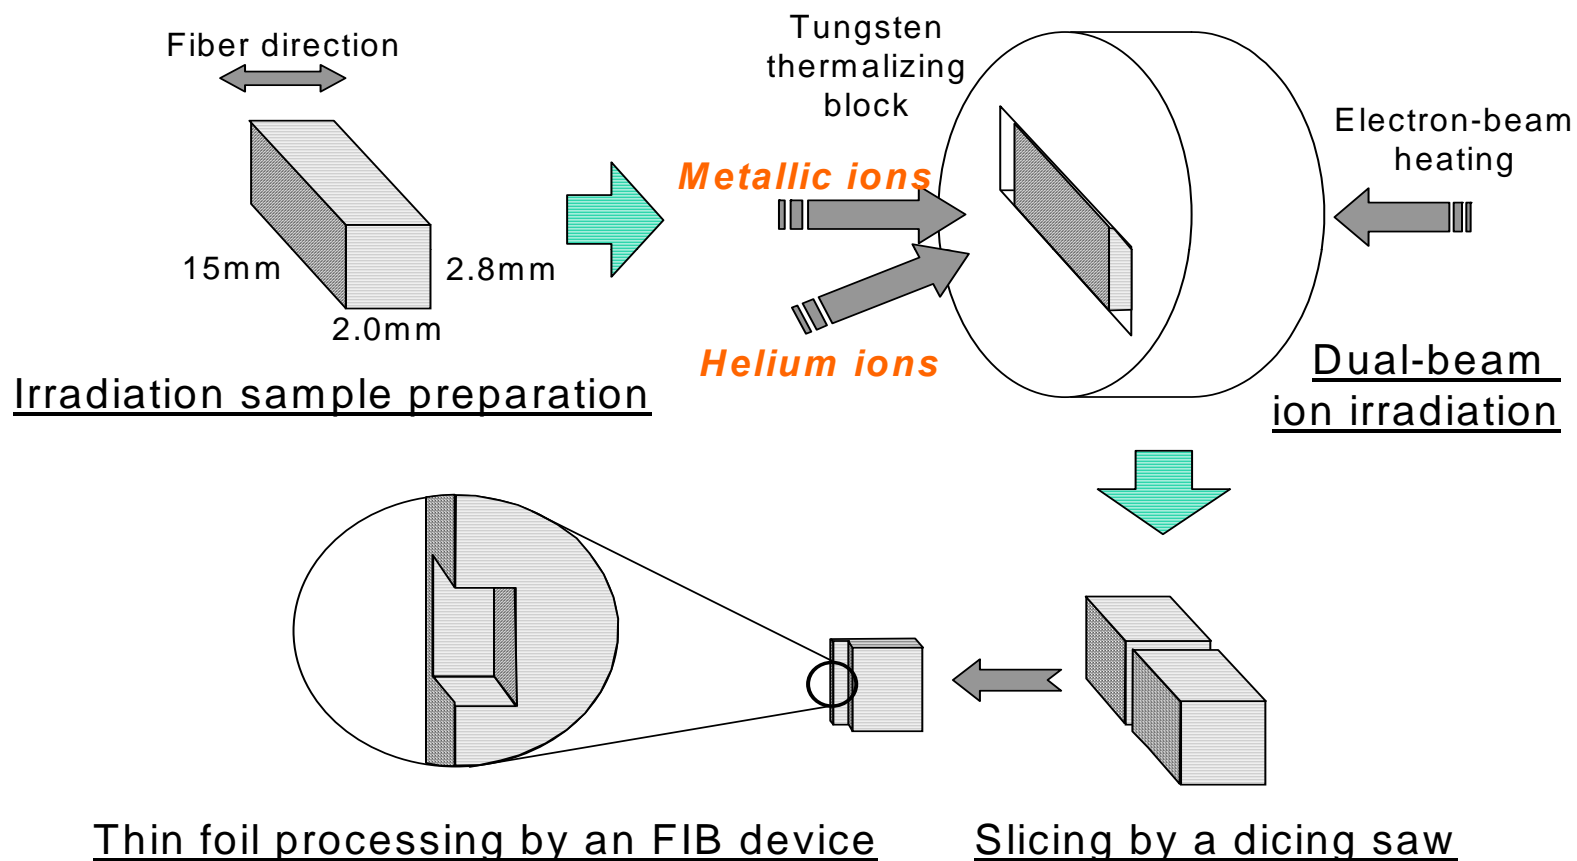 Fiber direction
15mm
2.8mm
2.0mm
Irradiation sample preparation
Tungsten
thermalizing
block
Metallic ions
Helium ions
Electron-beam
heating
Dual-beam
ion irradiation
Thin foil processing by an FIB device
Slicing by a dicing saw